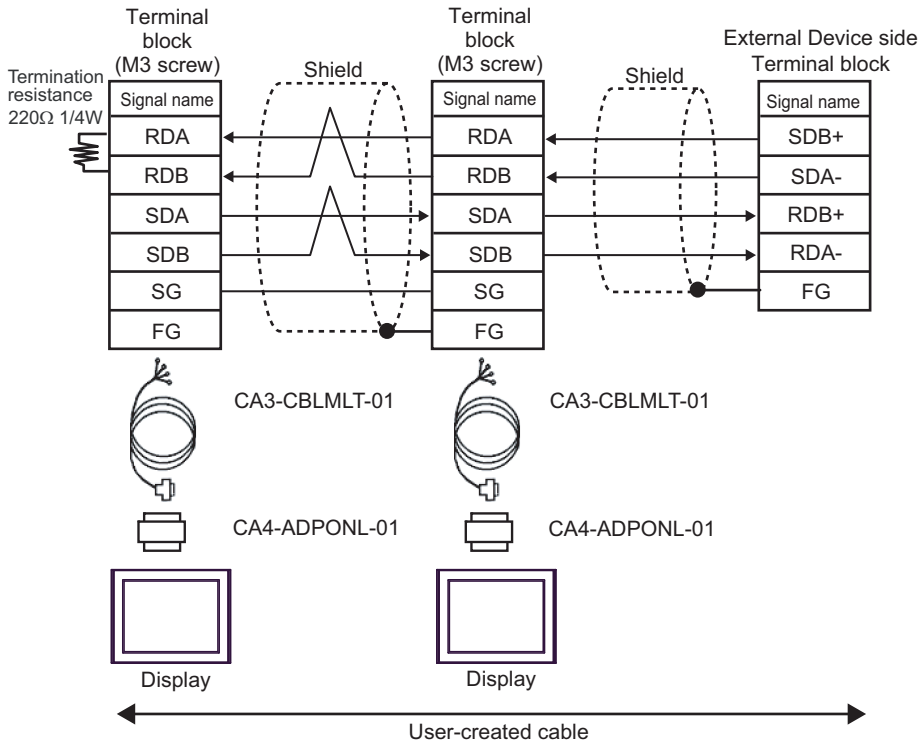 Terminal
block
(M3 screw)
Terminal
block
(M3 screw)
External Device side
Terminal block
Termination
resistance
220Ω 1/4W
Shield
Shield
Signal name
RDA
RDB
SDA
SDB
SG
FG
Signal name
RDA
RDB
SDA
SDB
SG
FG
Signal name
SDB+
SDA-
RDB+
RDA-
FG
CA3-CBLMLT-01
CA3-CBLMLT-01
CA4-ADPONL-01
CA4-ADPONL-01
Display
Display
User-created cable